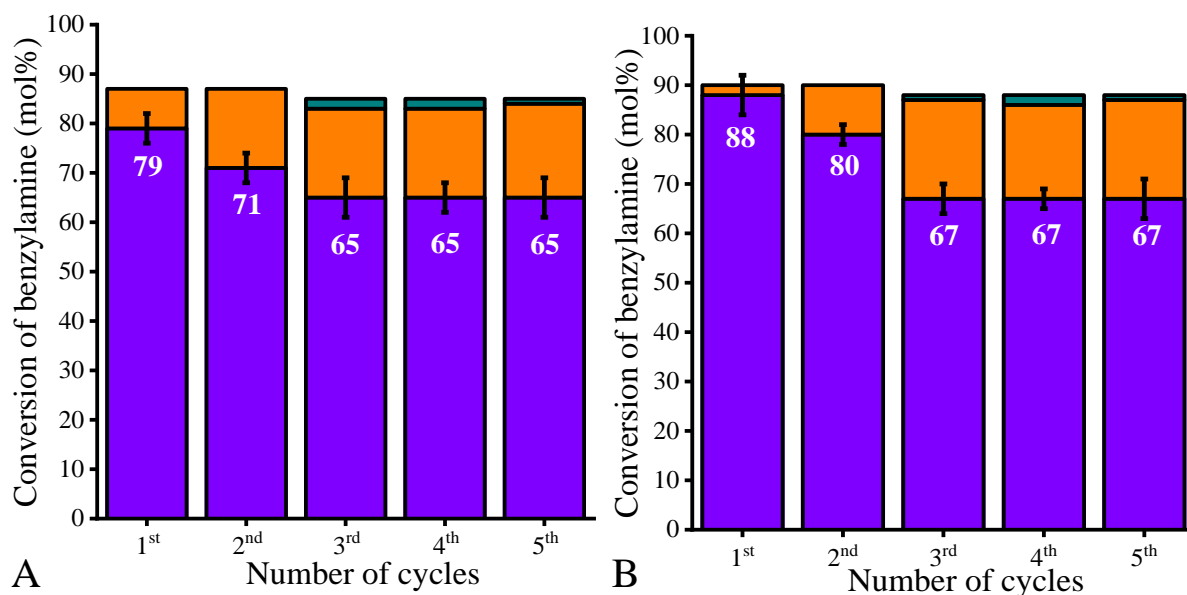 Conversion of benzylamine (mol%)
100
90
80
70
60
50
40
30
20
10
0
79
71
65
65
65
1st
2nd
3rd
4th
5th
Number of cycles
A
Conversion of benzylamine (mol%)
100
90
80
70
60
50
40
30
20
10
0
88
80
67
67
67
1st
2nd
3rd
4th
5th
Number of cycles
B